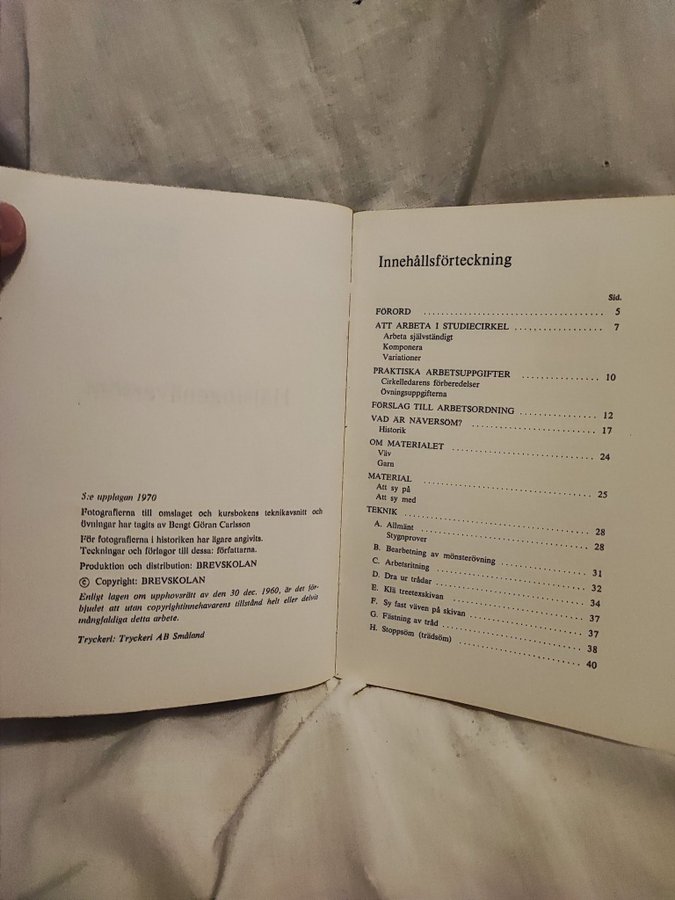 5:e upplagan 1970
Fotografierna till omslaget och kursbokens teknikavsnitt och
övningar har tagits av Bengt Göran Carlsson
För fotografierna i historiken har ägare angivits.
Teckningar och förlagor till dessa: författarna.
Produktion och distribution: BREVSKOLAN
© Copyright: BREVSKOLAN
Enligt lagen om upphovsrätt av den 30 dec. 1960, är det för-
bjudet att utan copyrightinnehavarens tillstånd helt eller delvis
mångfaldiga detta arbete.
Tryckeri: Tryckeri AB Småland
Innehållsförteckning
Sid.
FÖRORD 5
ATT ARBETA I STUDIECIRKEL 7
Arbeta självständigt
Komponera
Variationer
PRAKTISKA ARBETSUPPGIFTER 10
Cirkelledarens förberedelser
Övningsuppgifterna
FÖRSLAG TILL ARBETSORDNING 12
VAD ÄR NÄVERSÖM? 17
Historik
OM MATERIALET 24
Väv
Garn
MATERIAL 25
Att sy på
Att sy med
TEKNIK 28
A. Allmänt 28
Stygnprover
B. Bearbetning av mönsterövning 31
C. Arbetsritning 32
D. Dra ur trådar 34
E. Klä treetexskivan 37
F. Sy fast väven på skivan 37
G. Fästning av tråd 38
H. Stoppsöm (trädsöm) 40